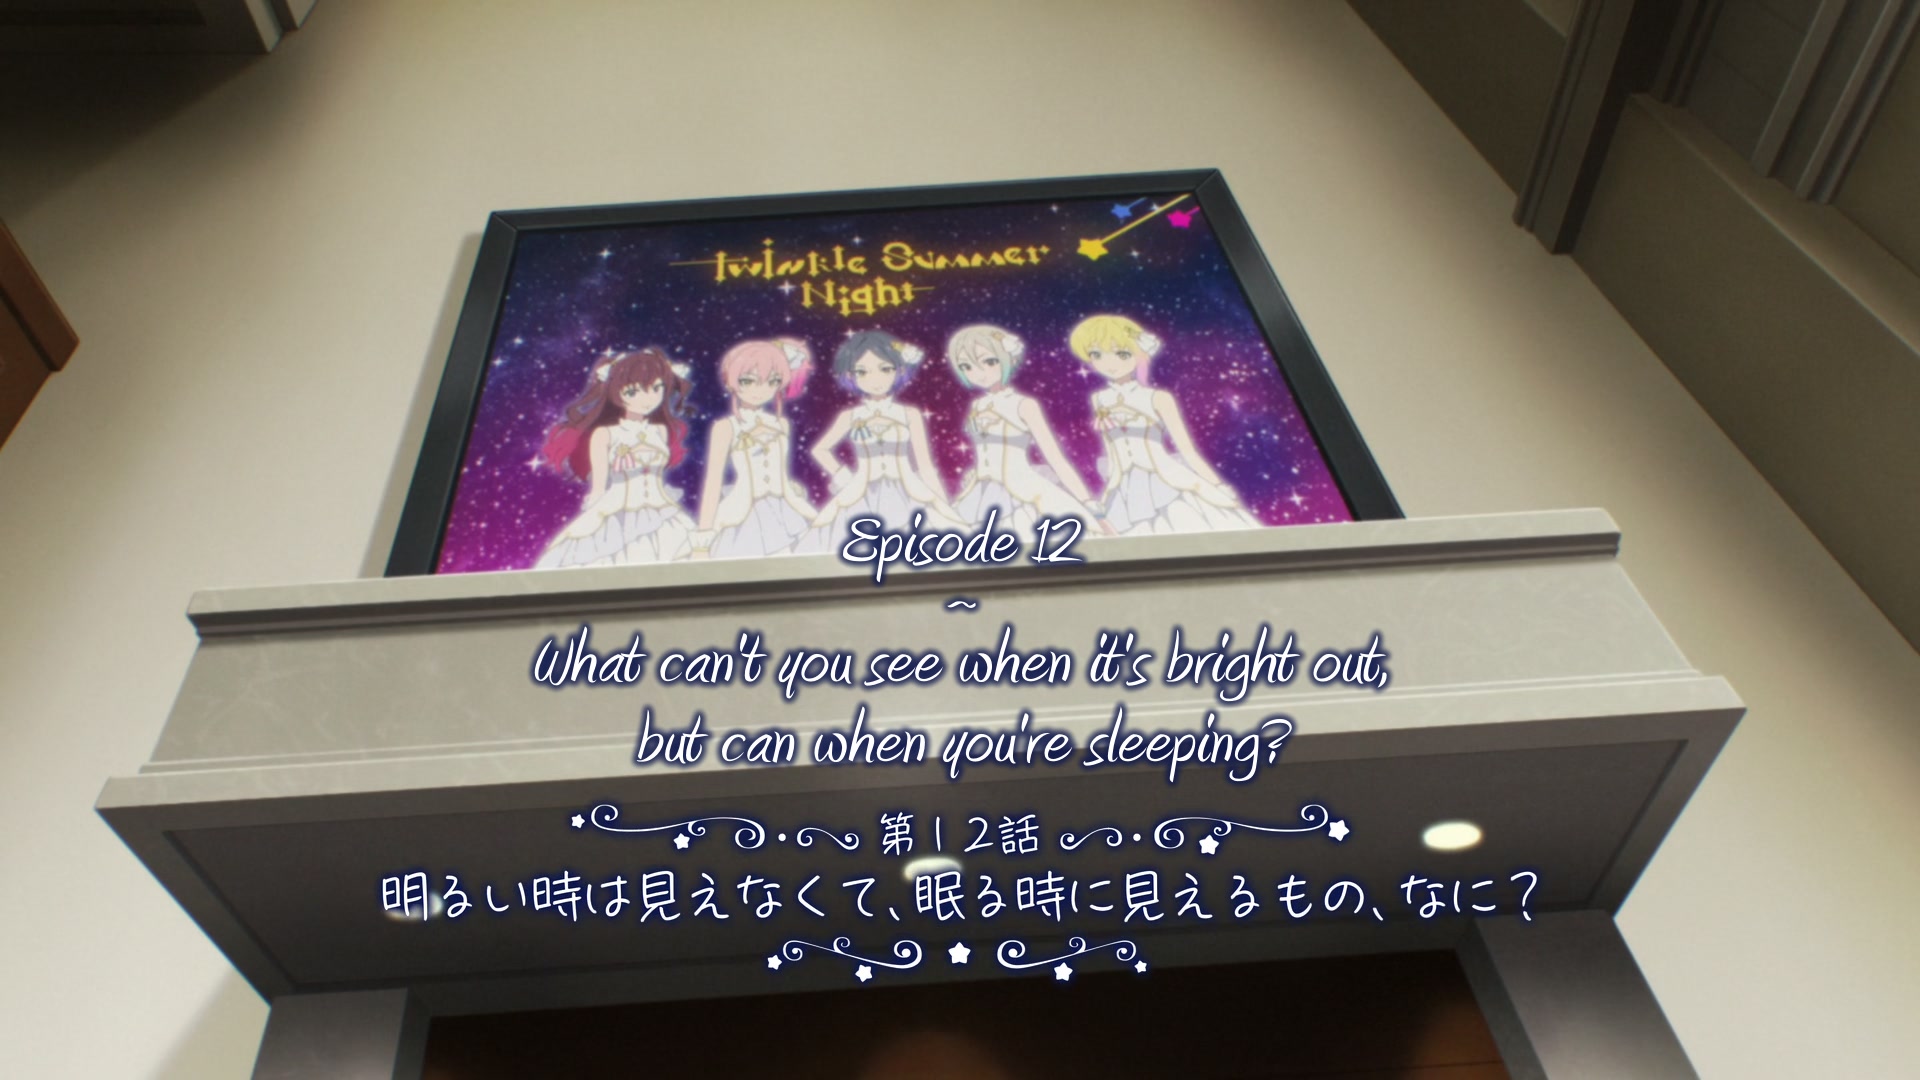 Twinkle Summer
Night
Episode 12
~
What can't you see when it's bright out,
but can when you're sleeping?
第12話
明るい時は見えなくて、眠る時に見えるもの、なに？